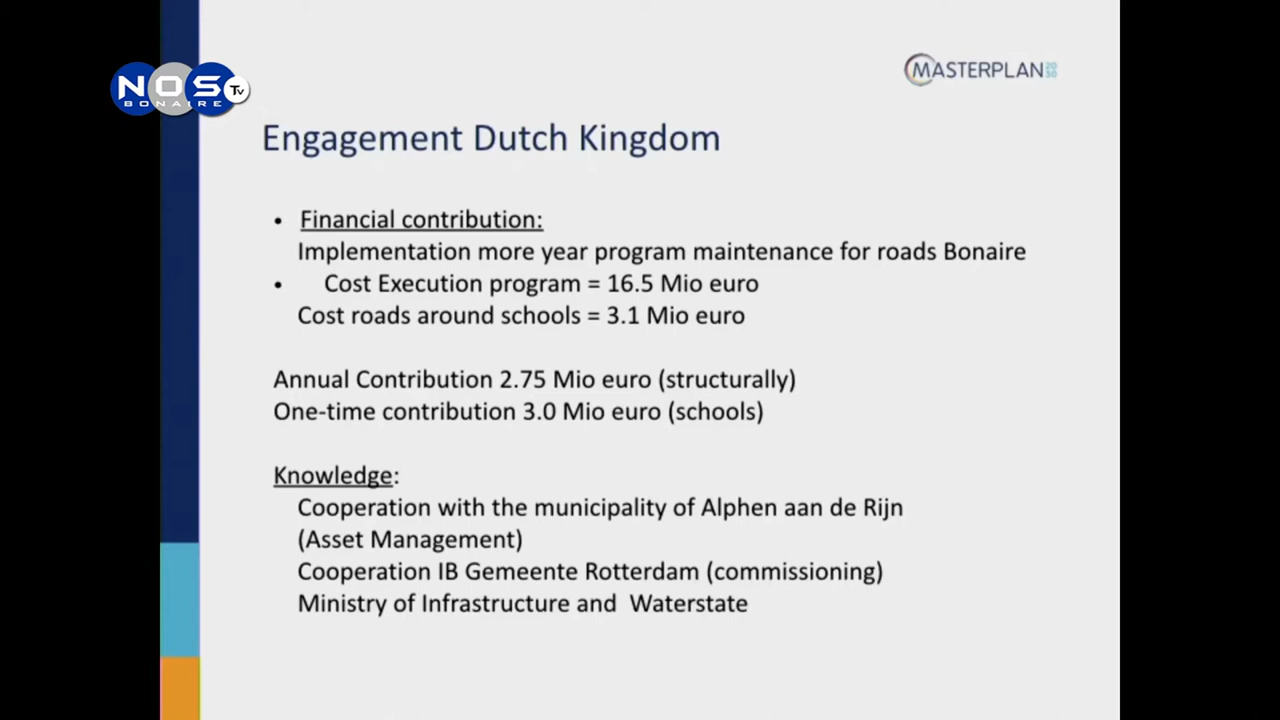 NOS TV
BONAIRE
MASTERPLAN 2030
Engagement Dutch Kingdom
• Financial contribution:
Implementation more year program maintenance for roads Bonaire
• Cost Execution program = 16.5 Mio euro
Cost roads around schools = 3.1 Mio euro
Annual Contribution 2.75 Mio euro (structurally)
One-time contribution 3.0 Mio euro (schools)
Knowledge:
Cooperation with the municipality of Alphen aan de Rijn
(Asset Management)
Cooperation IB Gemeente Rotterdam (commissioning)
Ministry of Infrastructure and Waterstate